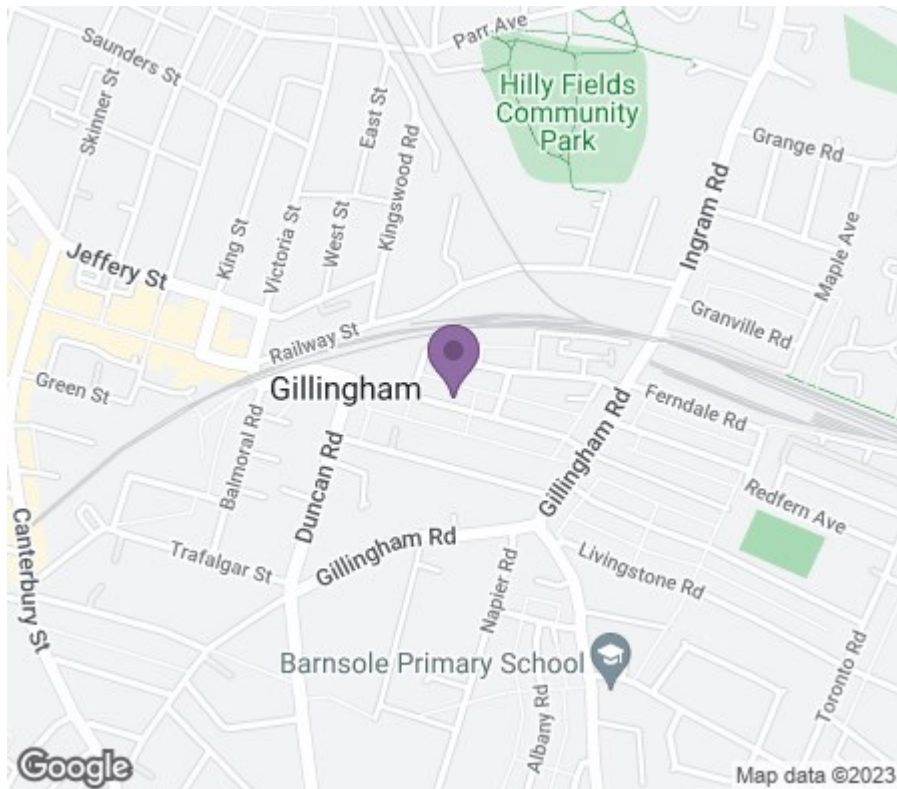 Saunders St
Skinner St
Parr Ave
East St
Kingswood Rd
Hilly Fields
Community
Park
Grange Rd
Ingram Rd
Maple Ave
King St
Victoria St
West St
Jeffery St
Granville Rd
Railway St
Green St
Gillingham
Ferndale Rd
Balmoral Rd
Duncan Rd
Gillingham Rd
Redfern Ave
Canterbury St
Trafalgar St
Gillingham Rd
Napier Rd
Livingstone Rd
Barnsole Primary School
Albany Rd
Toronto Rd
Google
Map data ©2023